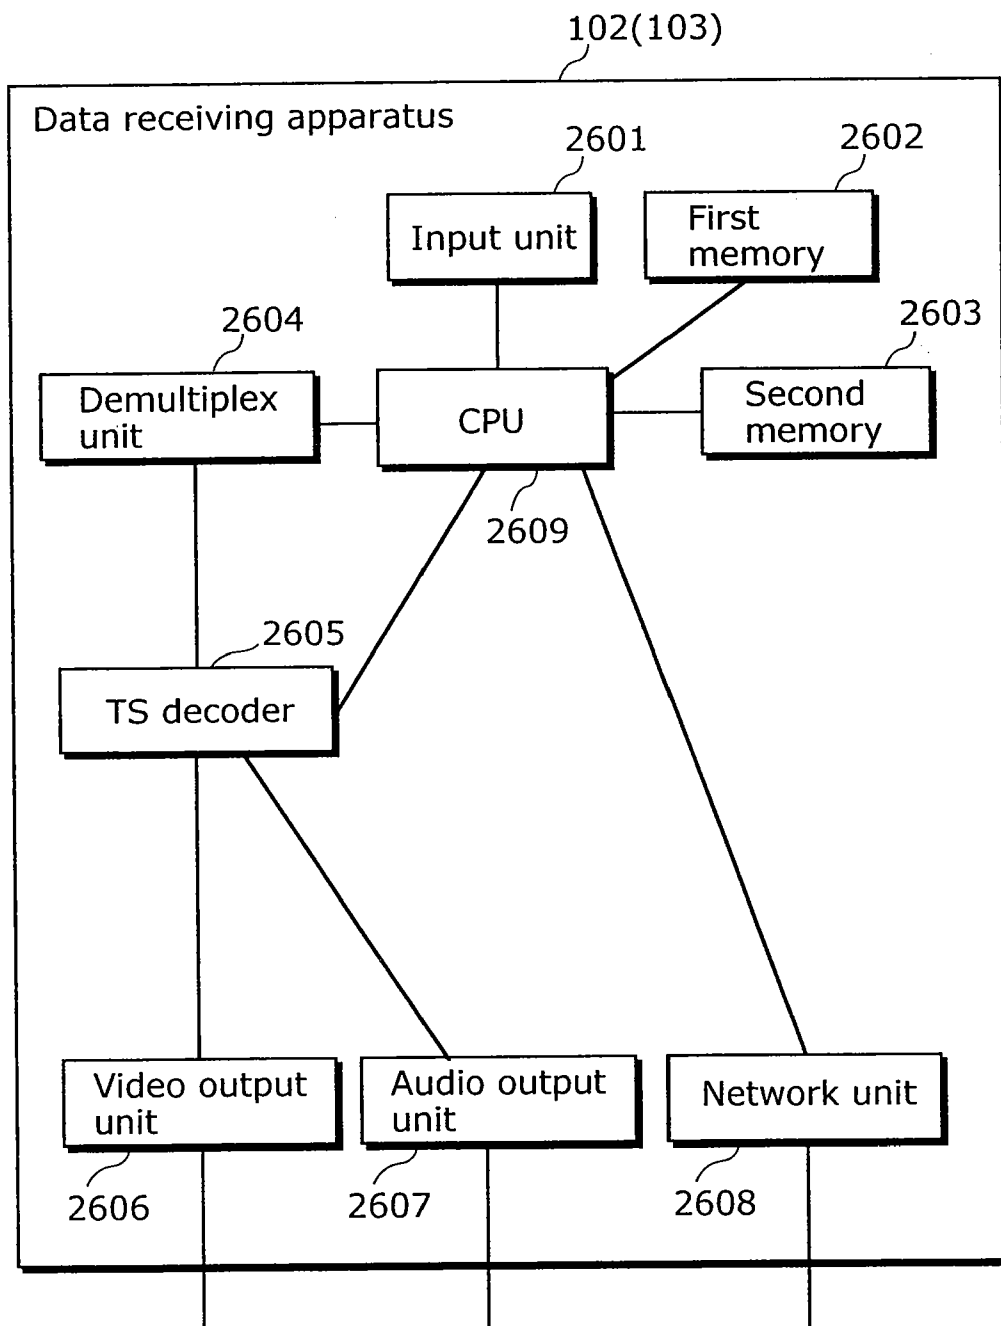 102(103)
Data receiving apparatus
2601
2602
Input unit
First
memory
2604
2603
Demultiplex
unit
CPU
Second
memory
2609
2605
TS decoder
Video output
unit
Audio output
unit
Network unit
2606
2607
2608